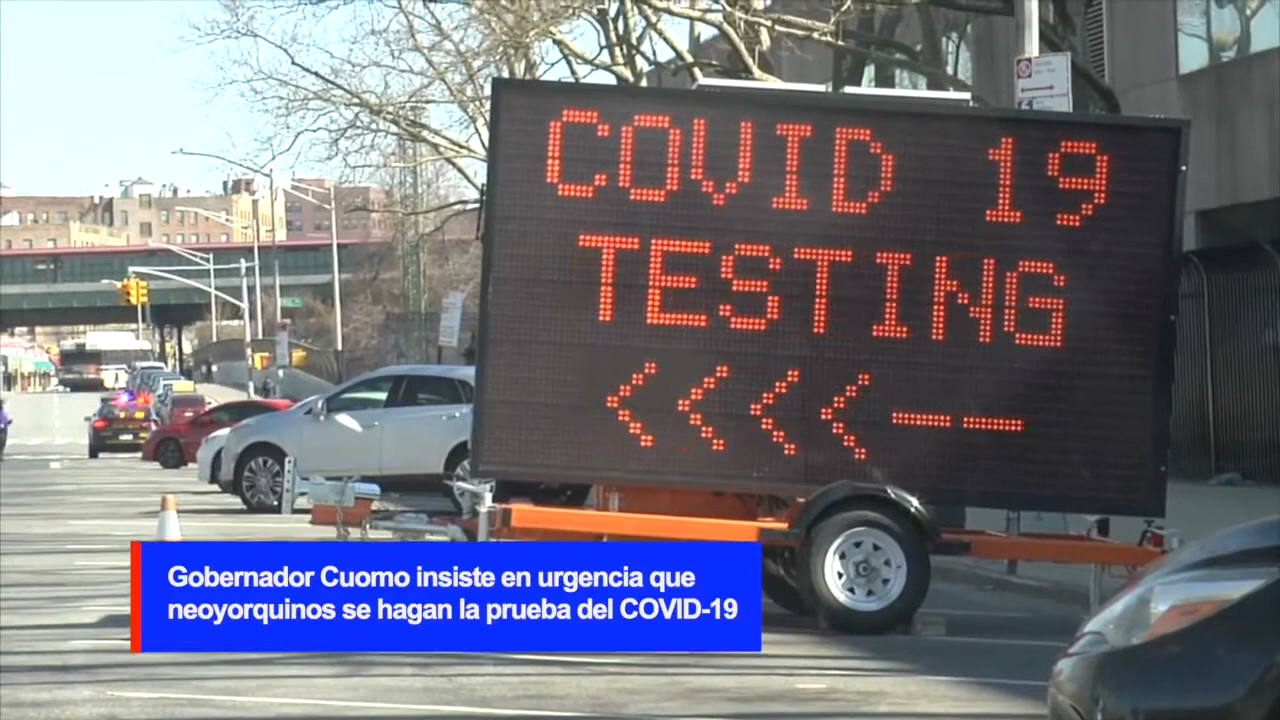 COVID 19
TESTING
<<<<——
Gobernador Cuomo insiste en urgencia que
neoyorquinos se hagan la prueba del COVID-19